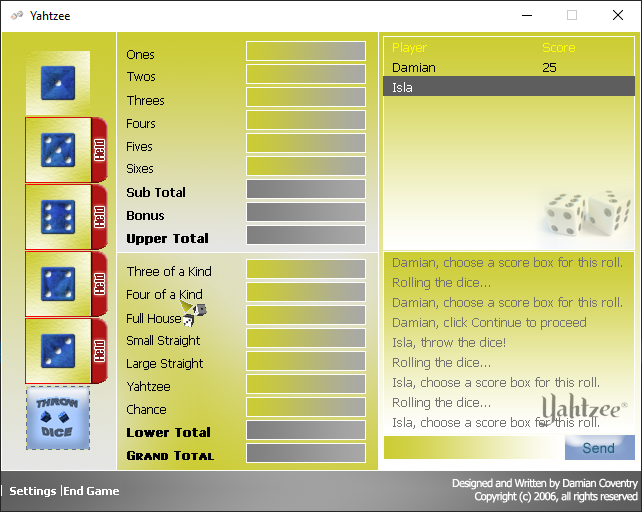 Yahtzee
Held
Held
Held
Held
THROW
DICE
Ones
Twos
Threes
Fours
Fives
Sixes
Sub Total
Bonus
Upper Total
Three of a Kind
Four of a Kind
Full House
Small Straight
Large Straight
Yahtzee
Chance
Lower Total
GRAND TOTAL
Player Score
Damian 25
Isla
Damian, choose a score box for this roll.
Rolling the dice...
Damian, choose a score box for this roll.
Damian, click Continue to proceed
Isla, throw the dice!
Rolling the dice...
Isla, choose a score box for this roll.
Rolling the dice...
Isla, choose a score box for this roll.
Yahtzee®
Send
Settings | End Game
Designed and Written by Damian Coventry
Copyright (c) 2006, all rights reserved